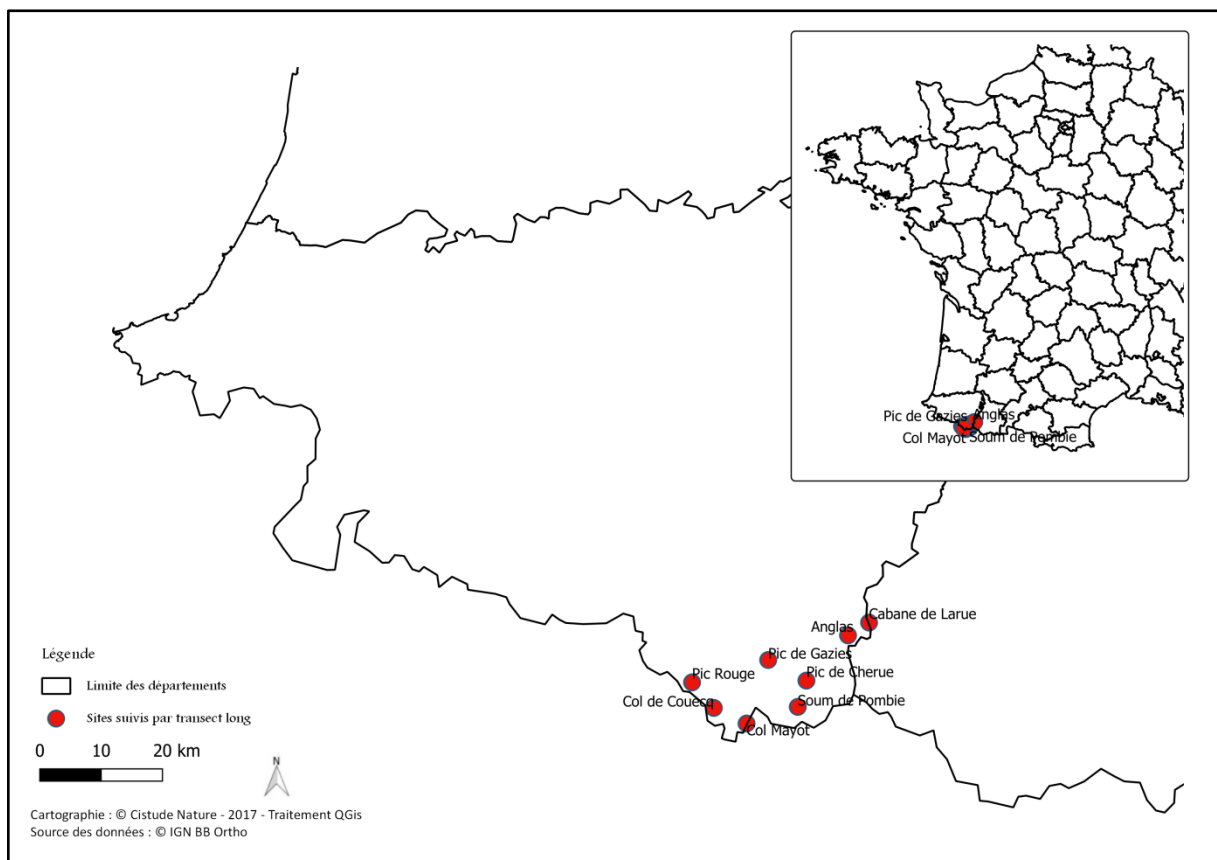 Pic de Gazies
Anglas
Col Mayot
Soum de Pombie
Cabane de Larue
Anglas
Pic de Gazies
Pic Rouge
Pic de Cherue
Col de Couecq
Soum de Pombie
Col Mayot
Légende
Limite des départements
Sites suivis par transect long
0 10 20 km
N
Cartographie : © Cistude Nature - 2017 - Traitement QGis
Source des données : © IGN BB Ortho